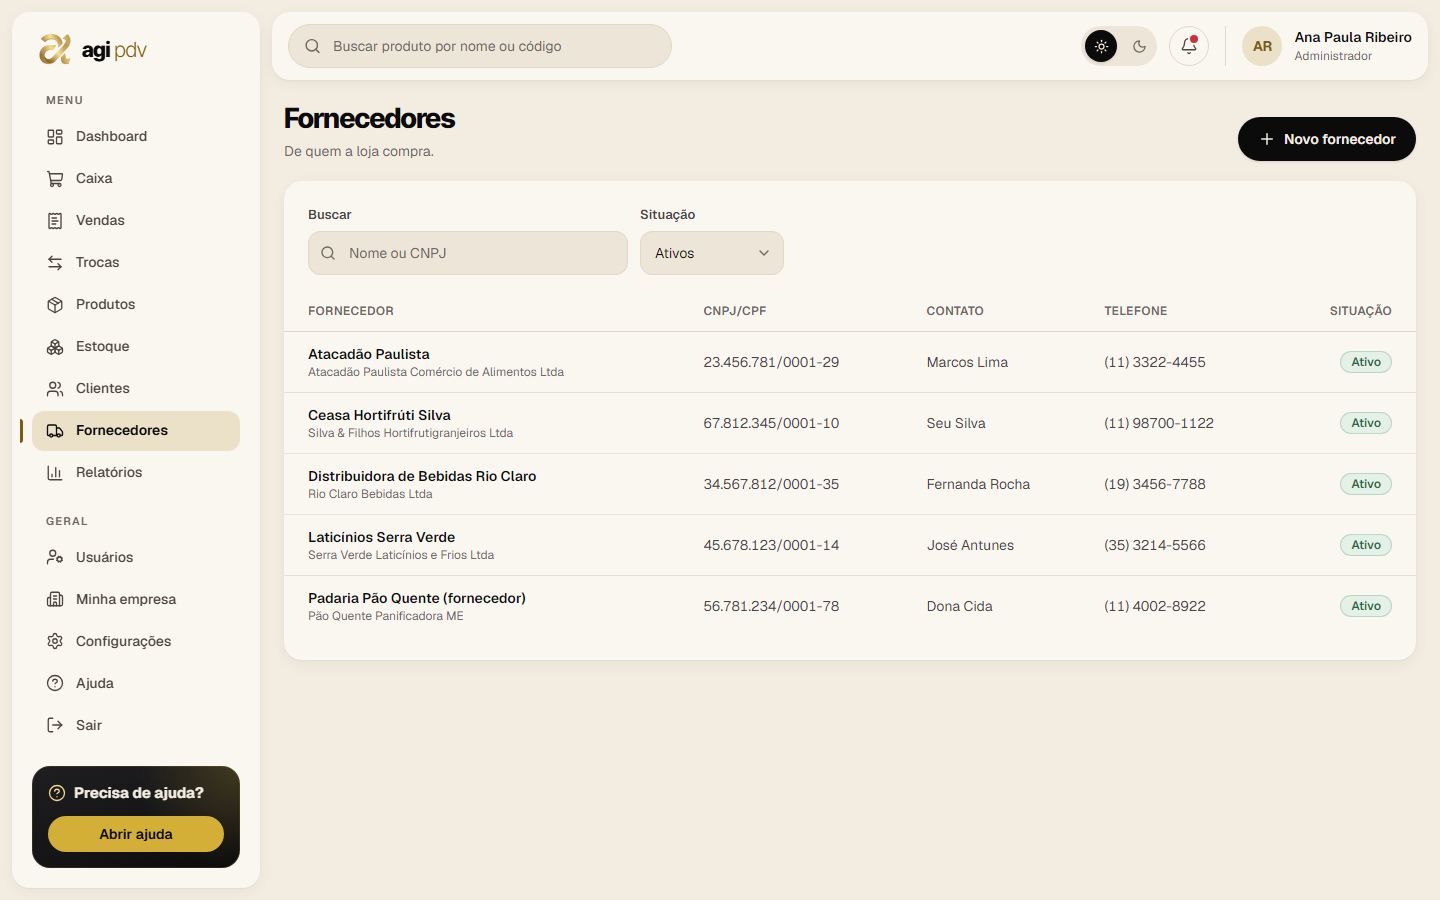 agi pdv
MENU
Dashboard
Caixa
Vendas
Trocas
Produtos
Estoque
Clientes
Fornecedores
Relatórios
GERAL
Usuários
Minha empresa
Configurações
Ajuda
Sair
Precisa de ajuda?
Abrir ajuda
Buscar produto por nome ou código
AR
Ana Paula Ribeiro
Administrador
Fornecedores
De quem a loja compra.
Novo fornecedor
Buscar
Nome ou CNPJ
Situação
Ativos
FORNECEDOR CNPJ/CPF CONTATO TELEFONE SITUAÇÃO
Atacadão Paulista
Atacadão Paulista Comércio de Alimentos Ltda
23.456.781/0001-29 Marcos Lima (11) 3322-4455 Ativo
Ceasa Hortifrúti Silva
Silva & Filhos Hortifrutigranjeiros Ltda
67.812.345/0001-10 Seu Silva (11) 98700-1122 Ativo
Distribuidora de Bebidas Rio Claro
Rio Claro Bebidas Ltda
34.567.812/0001-35 Fernanda Rocha (19) 3456-7788 Ativo
Laticínios Serra Verde
Serra Verde Laticínios e Frios Ltda
45.678.123/0001-14 José Antunes (35) 3214-5566 Ativo
Padaria Pão Quente (fornecedor)
Pão Quente Panificadora ME
56.781.234/0001-78 Dona Cida (11) 4002-8922 Ativo